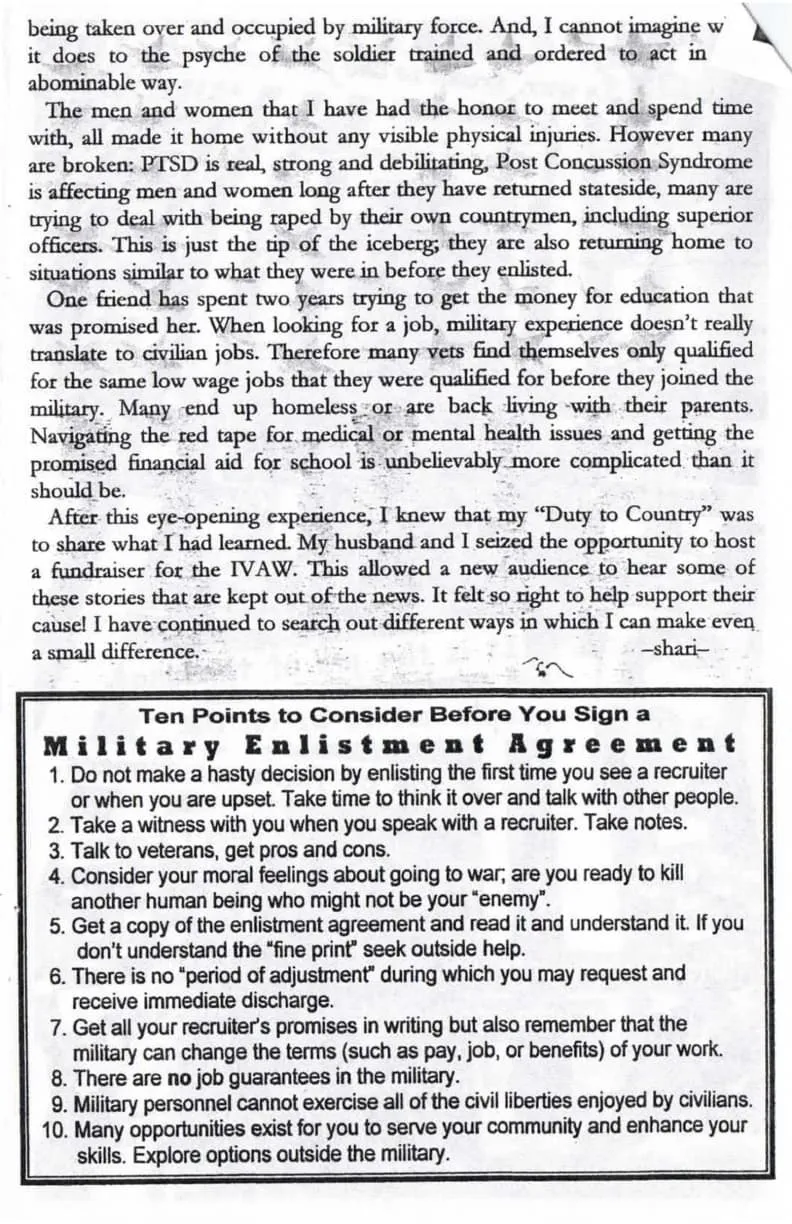 being taken over and occupied by military force. And, I cannot imagine w
it does to the psyche of the soldier trained and ordered to act in
abominable way.
The men and women that I have had the honor to meet and spend time
with, all made it home without any visible physical injuries. However many
are broken: PTSD is real, strong and debilitating, Post Concussion Syndrome
is affecting men and women long after they have returned stateside, many are
trying to deal with being raped by their own countrymen, including superior
officers. This is just the tip of the iceberg; they are also returning home to
situations similar to what they were in before they enlisted.
One friend has spent two years trying to get the money for education that
was promised her. When looking for a job, military experience doesn't really
translate to civilian jobs. Therefore many vets find themselves only qualified
for the same low wage jobs that they were qualified for before they joined the
military. Many end up homeless or are back living with their parents.
Navigating the red tape for medical or mental health issues and getting the
promised financial aid for school is unbelievably more complicated than it
should be.
After this eye-opening experience, I knew that my "Duty to Country" was
to share what I had learned. My husband and I seized the opportunity to host
a fundraiser for the IVAW. This allowed a new audience to hear some of
these stories that are kept out of the news. It felt so right to help support their
cause! I have continued to search out different ways in which I can make even
a small difference. –shari–
Ten Points to Consider Before You Sign a
Military Enlistment Agreement
1. Do not make a hasty decision by enlisting the first time you see a recruiter
or when you are upset. Take time to think it over and talk with other people.
2. Take a witness with you when you speak with a recruiter. Take notes.
3. Talk to veterans, get pros and cons.
4. Consider your moral feelings about going to war; are you ready to kill
another human being who might not be your "enemy".
5. Get a copy of the enlistment agreement and read it and understand it. If you
don't understand the "fine print" seek outside help.
6. There is no "period of adjustment" during which you may request and
receive immediate discharge.
7. Get all your recruiter's promises in writing but also remember that the
military can change the terms (such as pay, job, or benefits) of your work.
8. There are no job guarantees in the military.
9. Military personnel cannot exercise all of the civil liberties enjoyed by civilians.
10. Many opportunities exist for you to serve your community and enhance your
skills. Explore options outside the military.